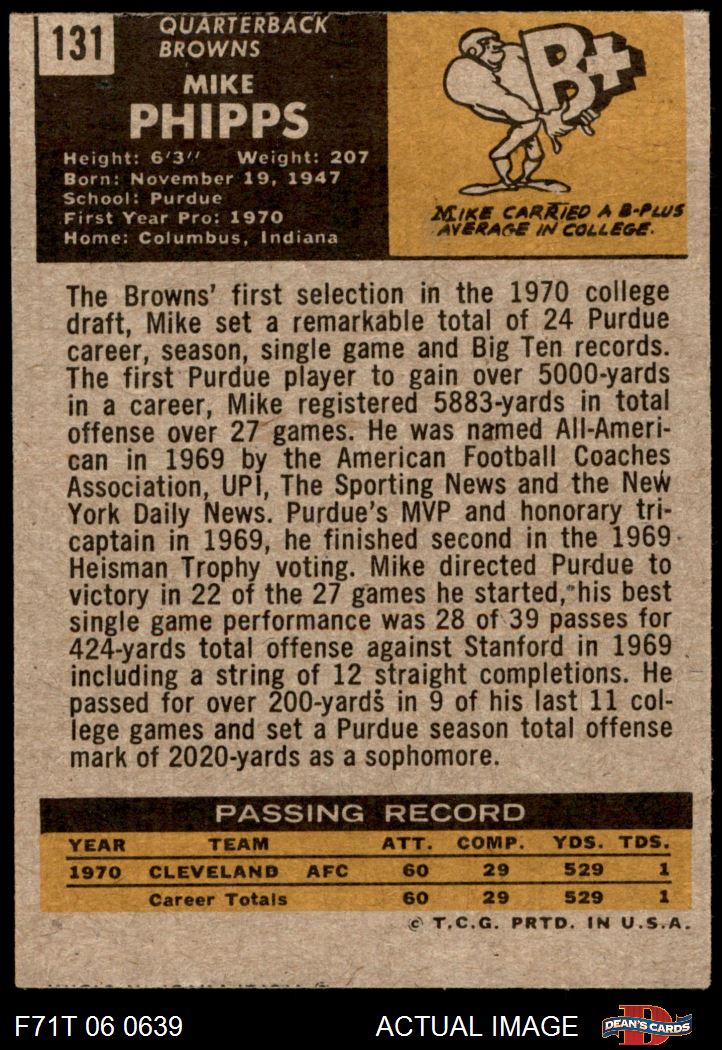 131
QUARTERBACK
BROWNS
MIKE
PHIPPS
Height: 6'3" Weight: 207
Born: November 19, 1947
School: Purdue
First Year Pro: 1970
Home: Columbus, Indiana
B+
MIKE CARRIED A B-PLUS
AVERAGE IN COLLEGE.
The Browns' first selection in the 1970 college
draft, Mike set a remarkable total of 24 Purdue
career, season, single game and Big Ten records.
The first Purdue player to gain over 5000-yards
in a career, Mike registered 5883-yards in total
offense over 27 games. He was named All-Ameri-
can in 1969 by the American Football Coaches
Association, UPI, The Sporting News and the New
York Daily News. Purdue's MVP and honorary tri-
captain in 1969, he finished second in the 1969
Heisman Trophy voting. Mike directed Purdue to
victory in 22 of the 27 games he started, his best
single game performance was 28 of 39 passes for
424-yards total offense against Stanford in 1969
including a string of 12 straight completions. He
passed for over 200-yards in 9 of his last 11 col-
lege games and set a Purdue season total offense
mark of 2020-yards as a sophomore.
PASSING RECORD
YEAR TEAM ATT. COMP. YDS. TDS.
1970 CLEVELAND AFC 60 29 529 1
Career Totals 60 29 529 1
© T.C.G. PRTD. IN U.S.A.
F71T 06 0639 ACTUAL IMAGE D DEAN'S CARDS